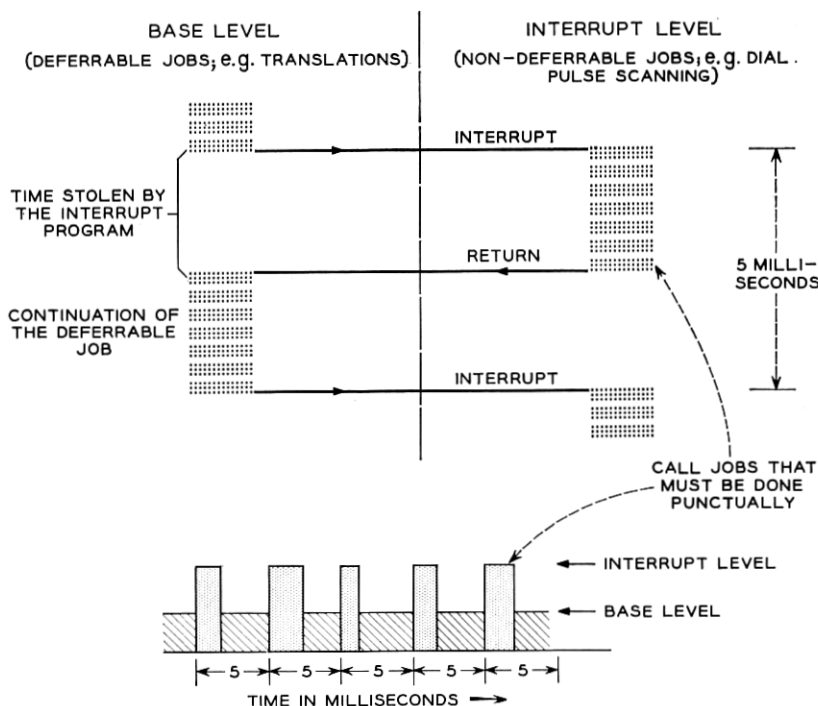 BASE LEVEL
(DEFERRABLE JOBS; e.g. TRANSLATIONS)
INTERRUPT LEVEL
(NON-DEFERRABLE JOBS; e.g. DIAL.
PULSE SCANNING)
INTERRUPT
TIME STOLEN BY
THE INTERRUPT
PROGRAM
RETURN
5 MILLI-
SECONDS
CONTINUATION OF
THE DEFERRABLE
JOB
INTERRUPT
CALL JOBS THAT
MUST BE DONE
PUNCTUALLY
INTERRUPT LEVEL
BASE LEVEL
5 5 5 5 5
TIME IN MILLISECONDS